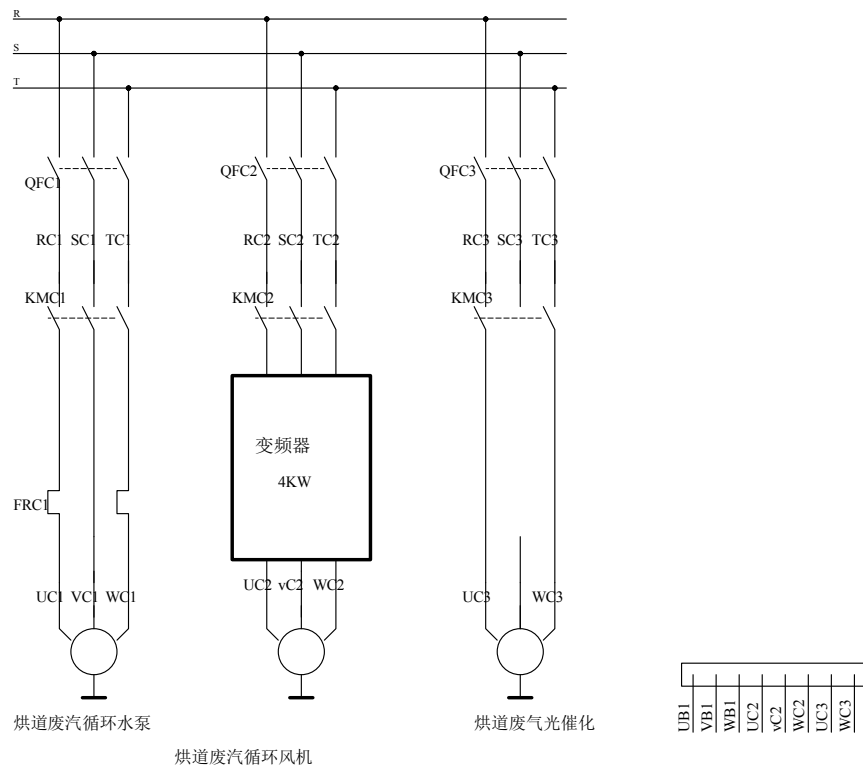 R
S
T
QFC1
QFC2
QFC3
RC1 SC1 TC1
RC2 SC2 TC2
RC3 SC3 TC3
KMC1
KMC2
KMC3
变频器
4KW
FRC1
UC1 VC1 WC1
UC2 vC2 WC2
UC3 WC3
烘道废汽循环水泵
烘道废汽循环风机
烘道废气光催化
UB1
VB1
WB1
UC2
vC2
WC2
UC3
WC3